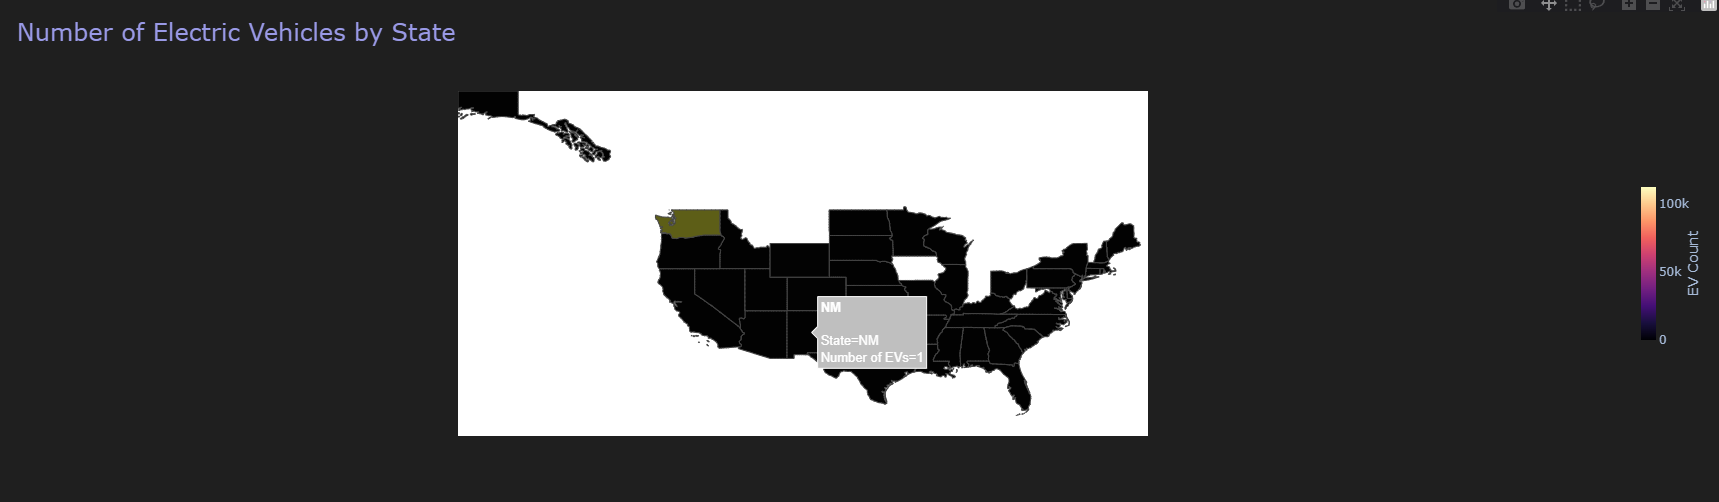 Number of Electric Vehicles by State
NM
State=NM
Number of EVs=1
100k
50k
0
EV Count